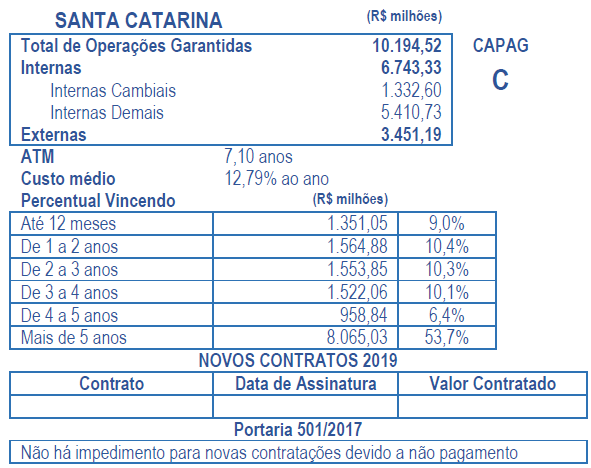 SANTA CATARINA (R$ milhões)
Total de Operações Garantidas 10.194,52 CAPAG
Internas 6.743,33 C
Internas Cambiais 1.332,60
Internas Demais 5.410,73
Externas 3.451,19
ATM 7,10 anos
Custo médio 12,79% ao ano
Percentual Vincendo (R$ milhões)
Até 12 meses 1.351,05 9,0%
De 1 a 2 anos 1.564,88 10,4%
De 2 a 3 anos 1.553,85 10,3%
De 3 a 4 anos 1.522,06 10,1%
De 4 a 5 anos 958,84 6,4%
Mais de 5 anos 8.065,03 53,7%
NOVOS CONTRATOS 2019
Contrato Data de Assinatura Valor Contratado
Portaria 501/2017
Não há impedimento para novas contratações devido a não pagamento